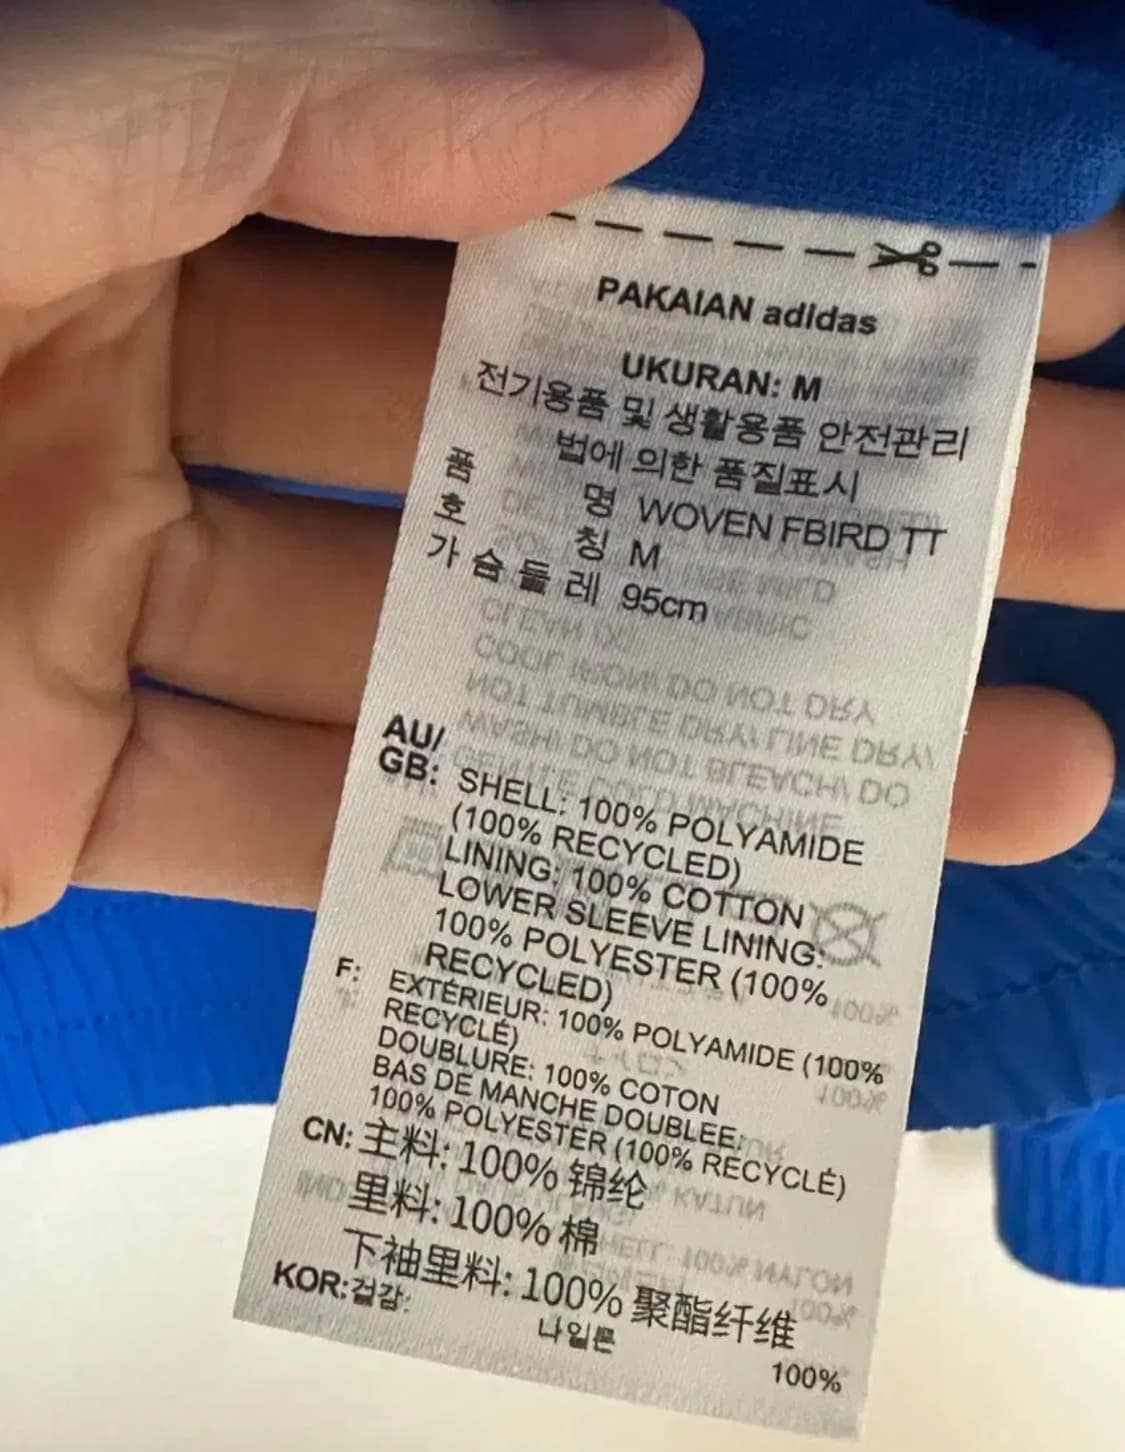 PAKAIAN adidas
UKURAN: M
전기용품 및 생활용품 안전관리
법에 의한 품질표시
품 명 WOVEN FBIRD TT
호 칭 M
가슴둘레 95cm
AU/
GB: SHELL: 100% POLYAMIDE
(100% RECYCLED)
LINING: 100% COTTON
LOWER SLEEVE LINING:
100% POLYESTER (100%
RECYCLED)
F: EXTÉRIEUR: 100% POLYAMIDE (100%
RECYCLÉ)
DOUBLURE: 100% COTON
BAS DE MANCHE DOUBLEE:
100% POLYESTER (100% RECYCLÉ)
CN: 主料: 100% 锦纶
里料: 100% 棉
下袖里料: 100% 聚酯纤维
KOR:겉감:
나일론
100%